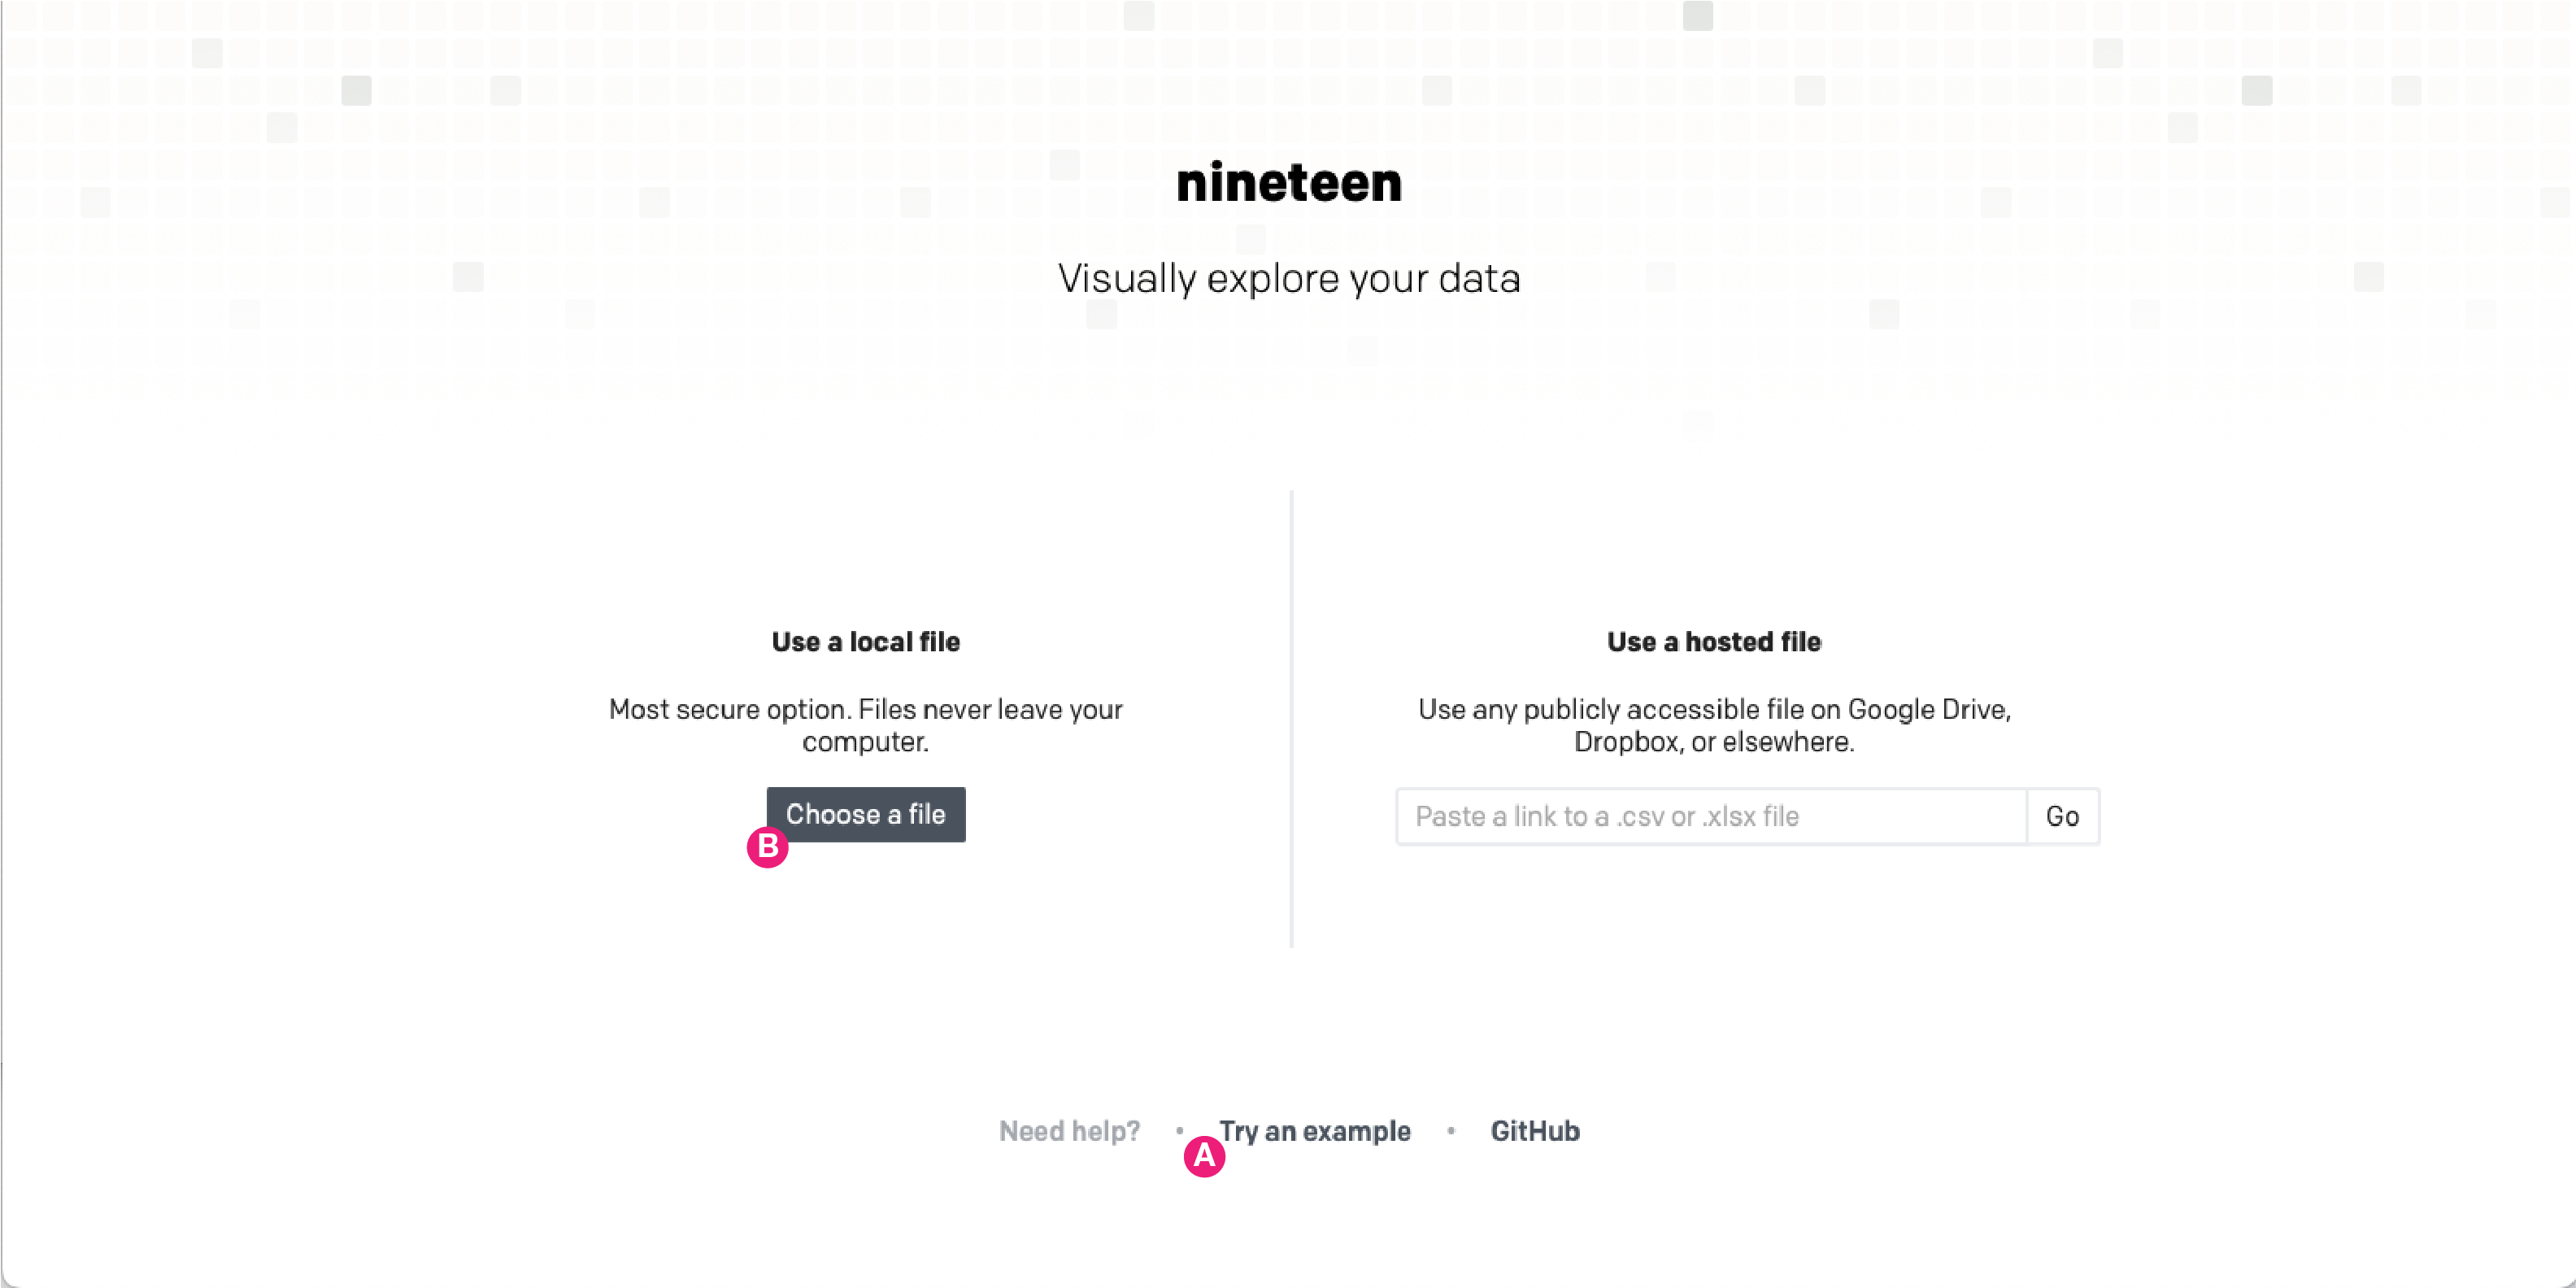 nineteen
Visually explore your data
Use a local file
Most secure option. Files never leave your
computer.
Choose a file
B
Use a hosted file
Use any publicly accessible file on Google Drive,
Dropbox, or elsewhere.
Paste a link to a .csv or .xlsx file
Go
Need help? • Try an example • GitHub
A